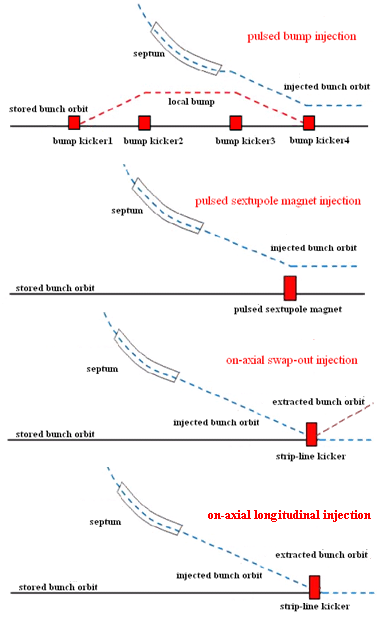 pulsed bump injection
septum
injected bunch orbit
stored bunch orbit
local bump
bump kicker1 bump kicker2 bump kicker3 bump kicker4
pulsed sextupole magnet injection
septum
injected bunch orbit
stored bunch orbit
pulsed sextupole magnet
on-axial swap-out injection
septum
extracted bunch orbit
injected bunch orbit
stored bunch orbit
strip-line kicker
on-axial longitudinal injection
septum
extracted bunch orbit
injected bunch orbit
stored bunch orbit
strip-line kicker